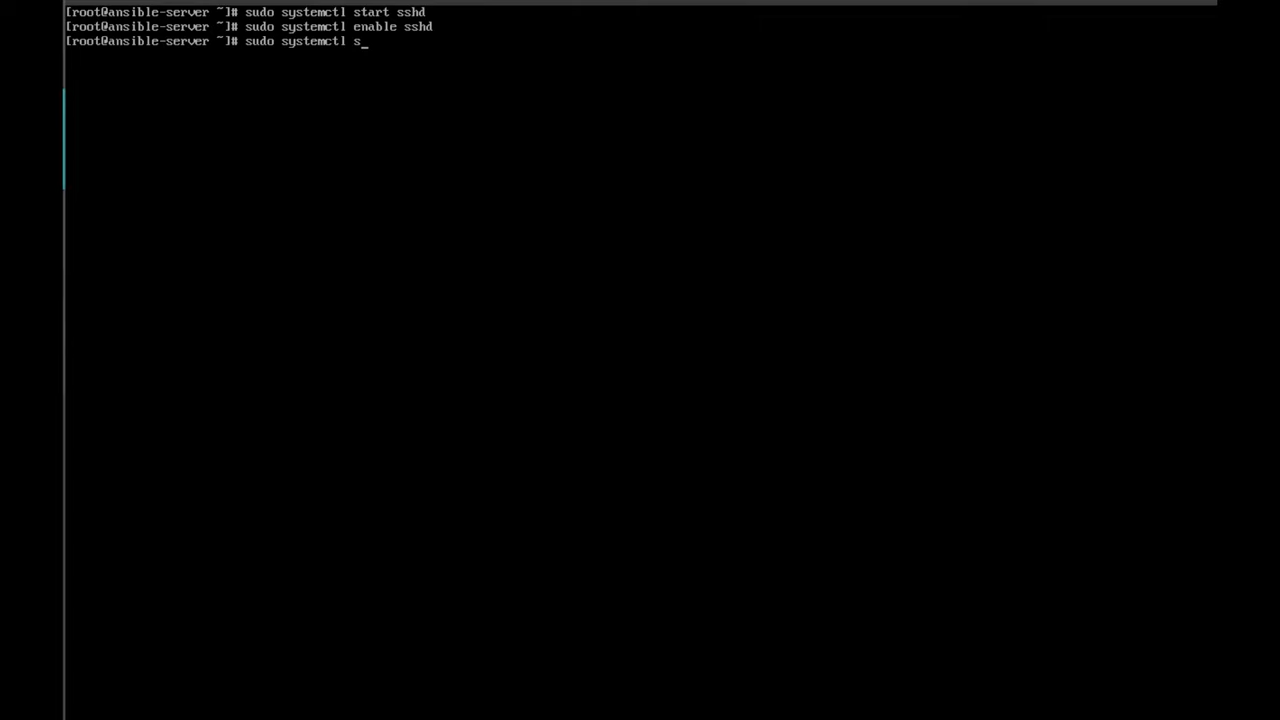 [root@ansible-server ~]# sudo systemctl start sshd
[root@ansible-server ~]# sudo systemctl enable sshd
[root@ansible-server ~]# sudo systemctl s_